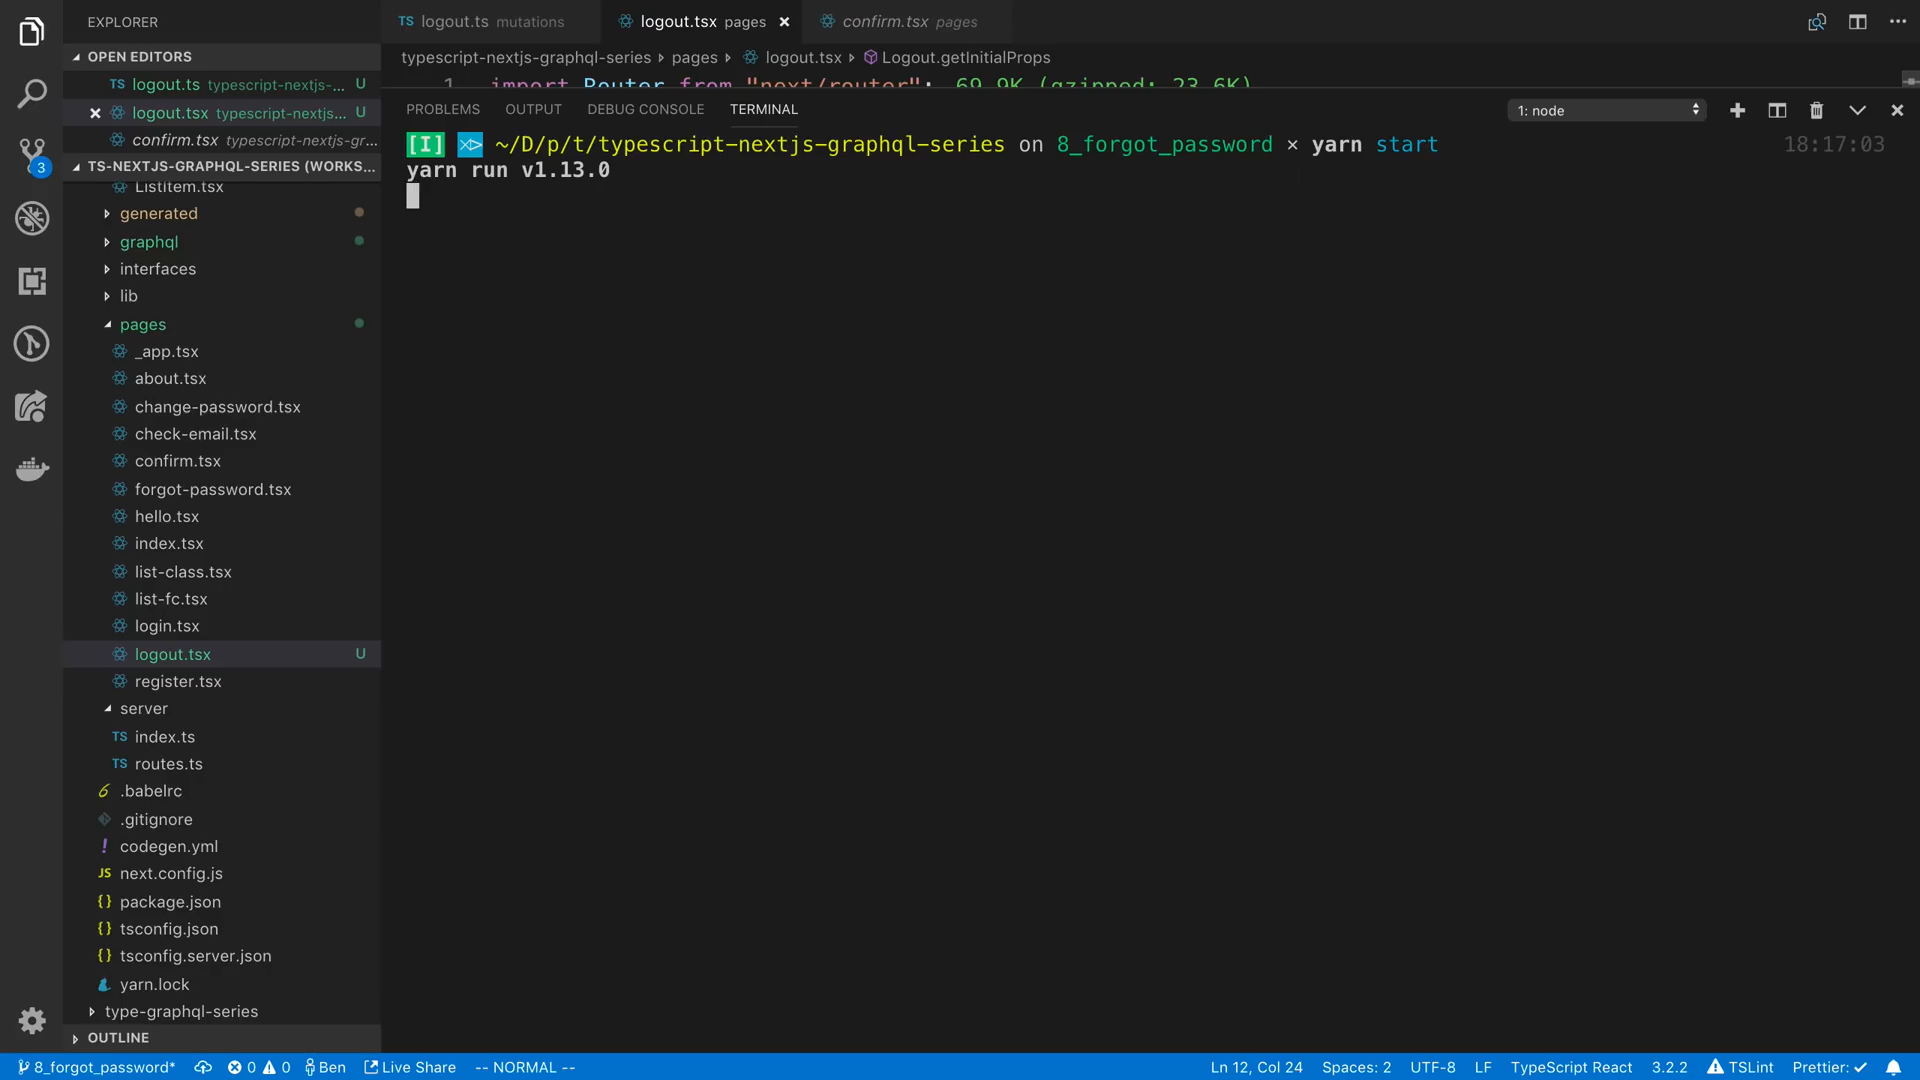 EXPLORER
OPEN EDITORS
TS logout.ts typescript-nextjs-... U
logout.tsx typescript-nextjs... U
confirm.tsx typescript-nextjs-gr...
TS-NEXTJS-GRAPHQL-SERIES (WORKS...
ListItem.tsx
generated
graphql
interfaces
lib
pages
_app.tsx
about.tsx
change-password.tsx
check-email.tsx
confirm.tsx
forgot-password.tsx
hello.tsx
index.tsx
list-class.tsx
list-fc.tsx
login.tsx
logout.tsx U
register.tsx
server
TS index.ts
TS routes.ts
.babelrc
.gitignore
! codegen.yml
JS next.config.js
{} package.json
{} tsconfig.json
{} tsconfig.server.json
yarn.lock
type-graphql-series
OUTLINE
3
TS logout.ts mutations
logout.tsx pages ×
confirm.tsx pages
typescript-nextjs-graphql-series › pages › logout.tsx › Logout.getInitialProps
1 import Router from "next/router"; 69.9K (gzipped: 23.6K)
PROBLEMS OUTPUT DEBUG CONSOLE TERMINAL
1: node
[I] ~/D/p/t/typescript-nextjs-graphql-series on 8_forgot_password × yarn start 18:17:03
yarn run v1.13.0
8_forgot_password* 0 0 Ben Live Share -- NORMAL -- Ln 12, Col 24 Spaces: 2 UTF-8 LF TypeScript React 3.2.2 TSLint Prettier: ✓